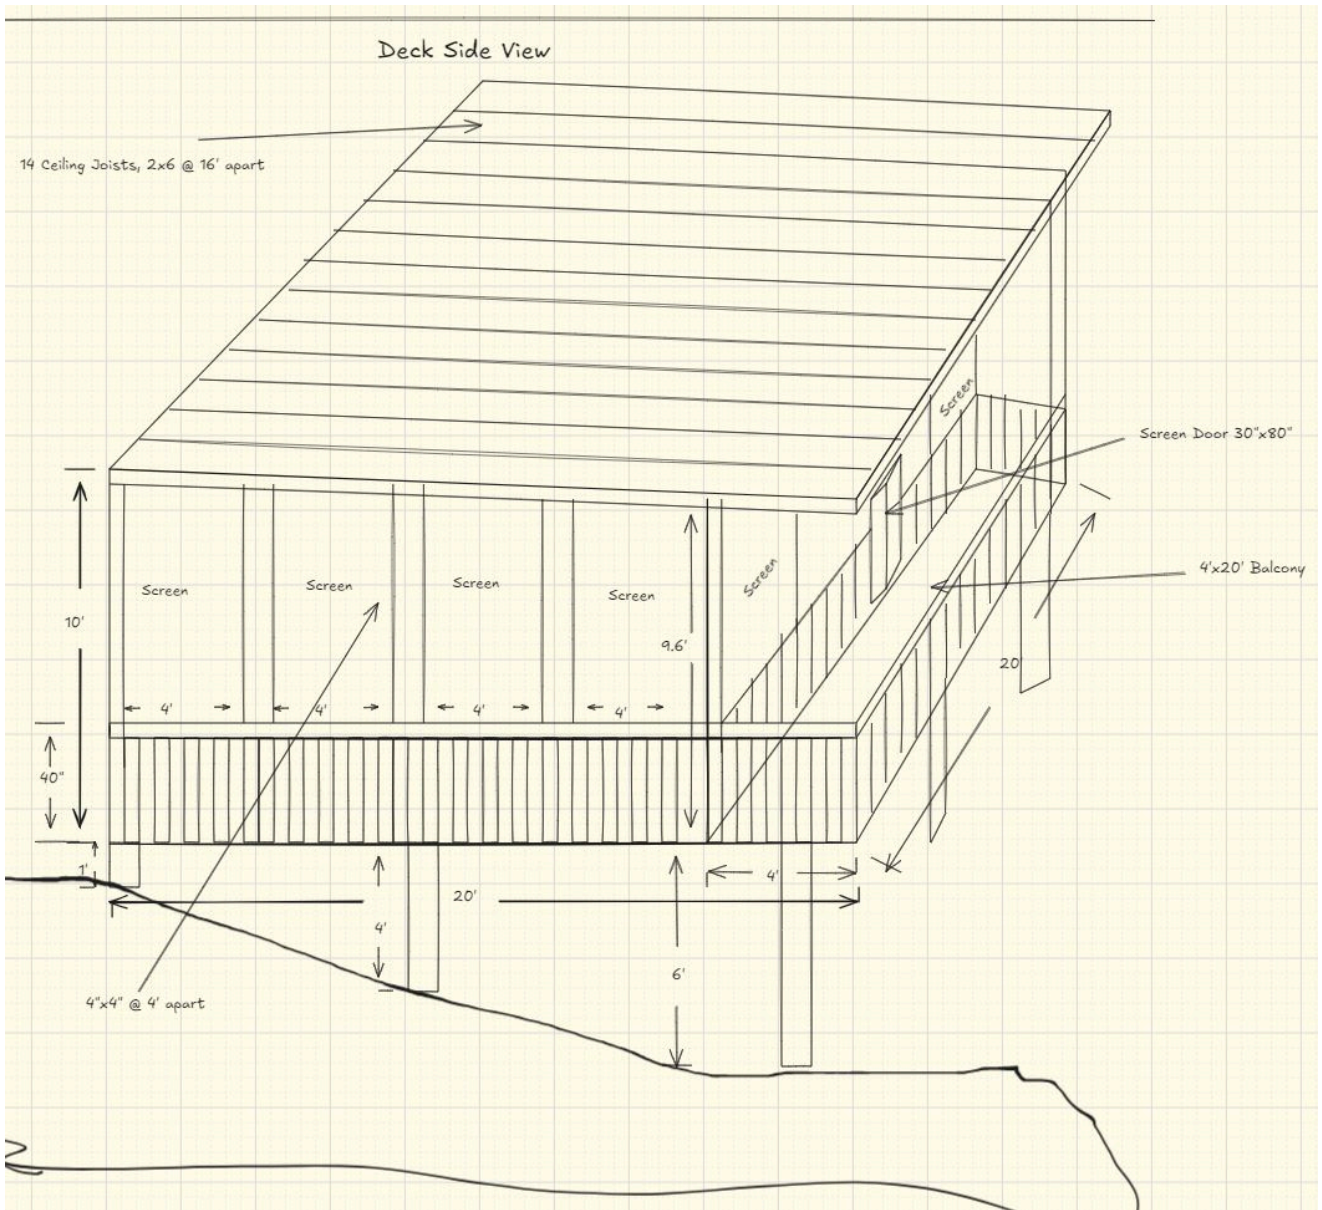 Deck Side View
14 Ceiling Joists, 2x6 @ 16' apart
Screen
Screen Door 30"x80"
4'x20' Balcony
Screen
Screen
Screen
Screen
Screen
10'
9.6'
20'
4'
4'
4'
4'
40"
1'
4'
20'
4'
6'
4"x4" @ 4' apart